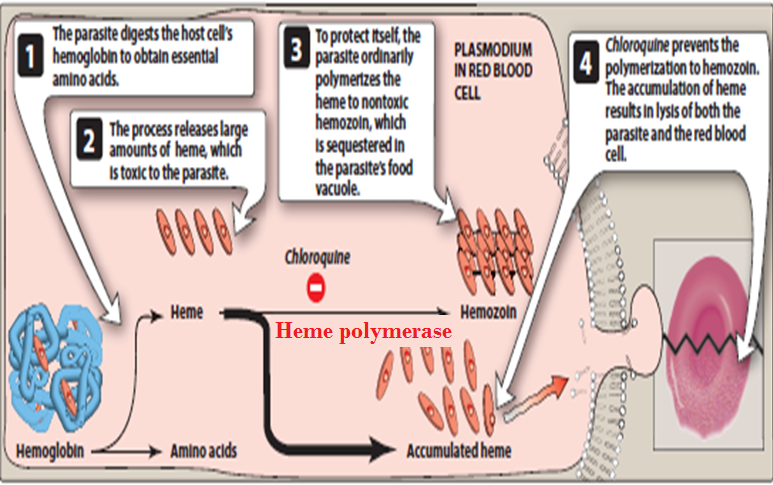 1
The parasite digests the host cell's
hemoglobin to obtain essential
amino acids.
2
The process releases large
amounts of heme, which
is toxic to the parasite.
3
To protect itself, the
parasite ordinarily
polymerizes the
heme to nontoxic
hemozoin, which
is sequestered in
the parasite's food
vacuole.
PLASMODIUM
IN RED BLOOD
CELL
4
Chloroquine prevents the
polymerization to hemozoin.
The accumulation of heme
results in lysis of both the
parasite and the red blood
cell.
Chloroquine
Heme
Hemozoin
Heme polymerase
Hemoglobin
Amino acids
Accumulated heme